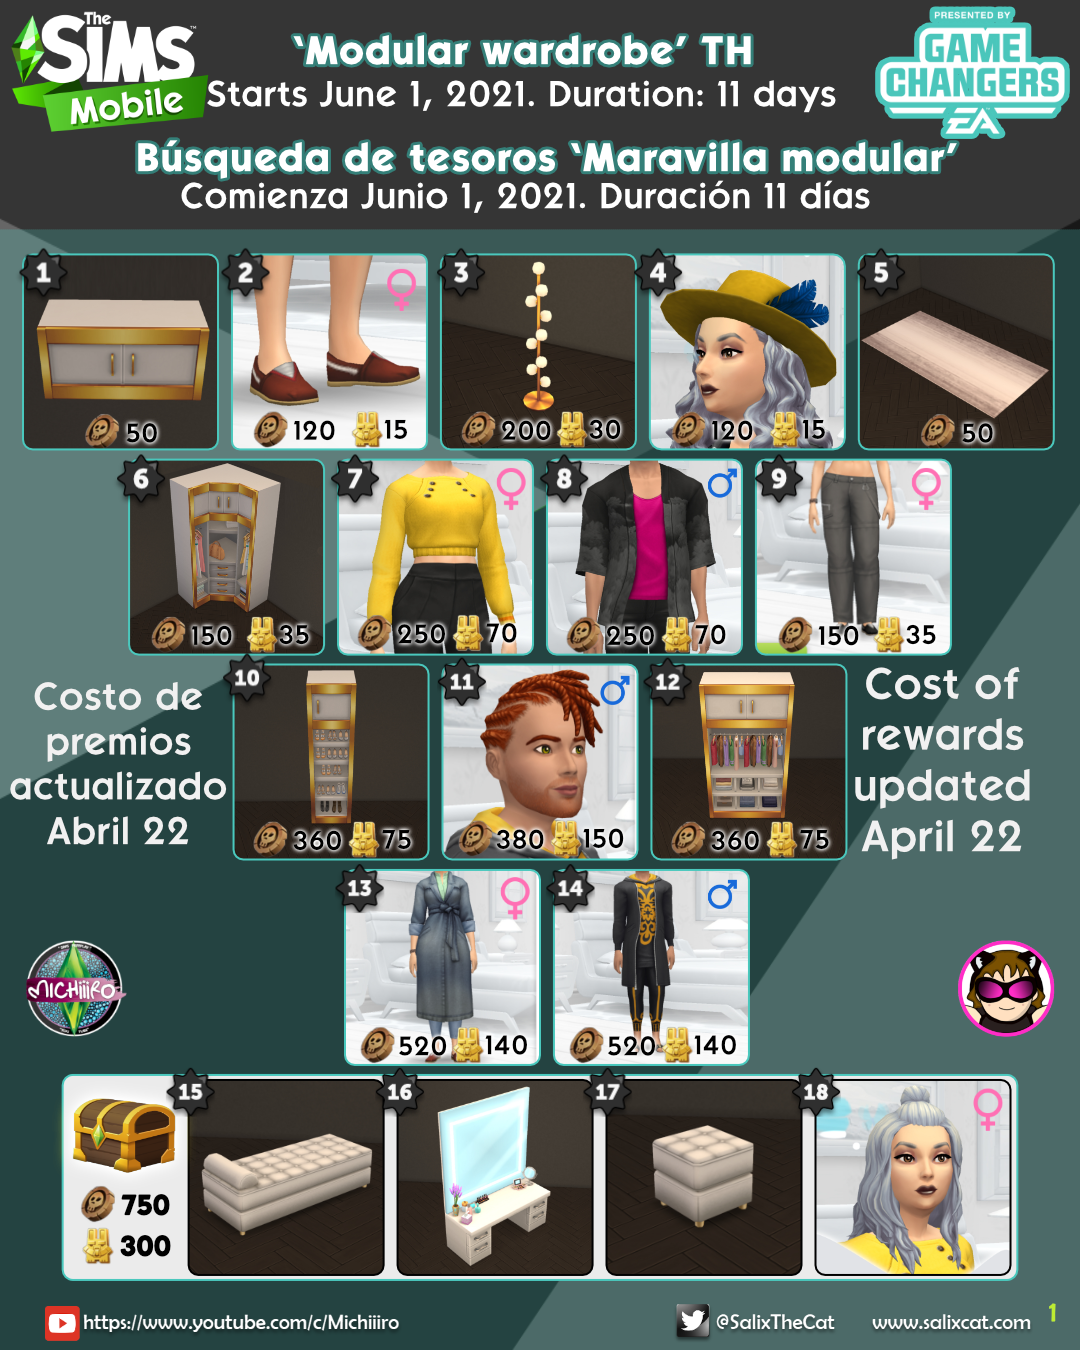 The
SiMS
Mobile
PRESENTED BY
GAME
CHANGERS
EA
‘Modular wardrobe’ TH
Starts June 1, 2021. Duration: 11 days
Búsqueda de tesoros ‘Maravilla modular’
Comienza Junio 1, 2021. Duración 11 días
1 2 3 4 5
50 120 15 200 30 120 15 50
6 7 8 9
150 35 250 70 250 70 150 35
10 11 12
360 75 380 150 360 75
Costo de
premios
actualizado
Abril 22
Cost of
rewards
updated
April 22
13 14
520 140 520 140
MICHiiiRO
15 16 17 18
750
300
https://www.youtube.com/c/Michiiiro
@SalixTheCat
www.salixcat.com
1